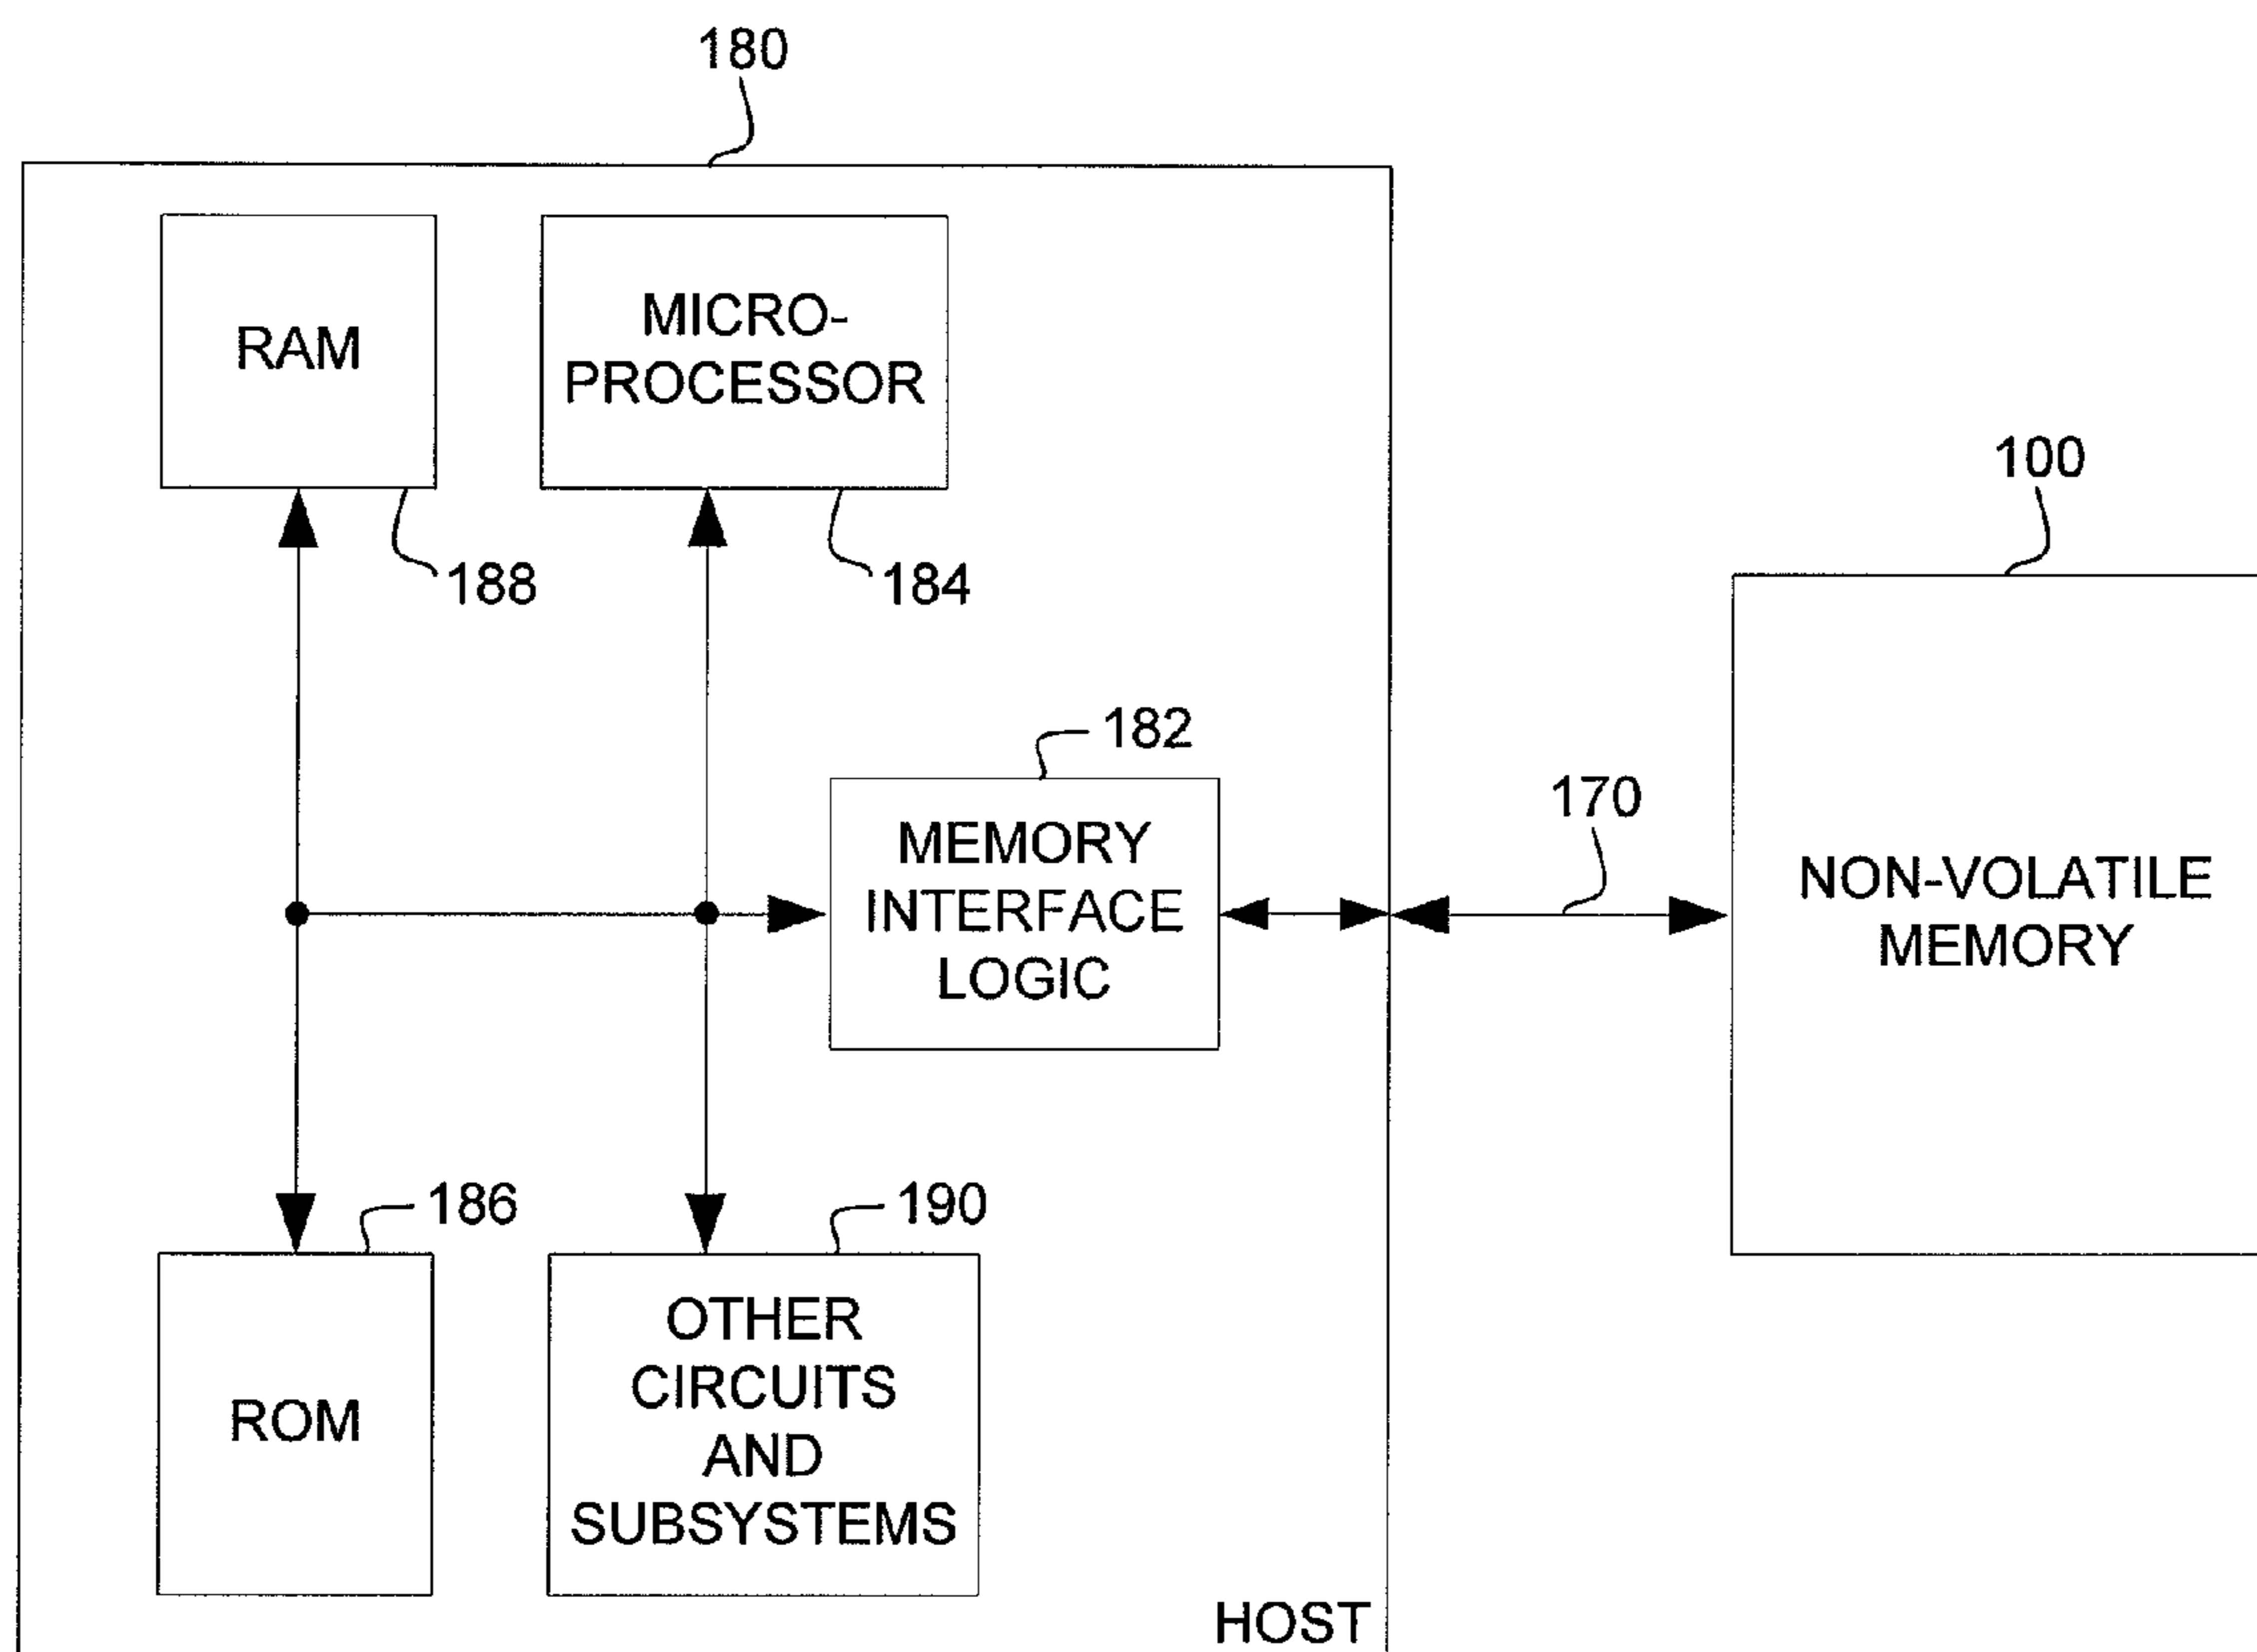 180
RAM
MICRO-
PROCESSOR
188
184
100
182
MEMORY
INTERFACE
LOGIC
170
NON-VOLATILE
MEMORY
186
190
ROM
OTHER
CIRCUITS
AND
SUBSYSTEMS
HOST